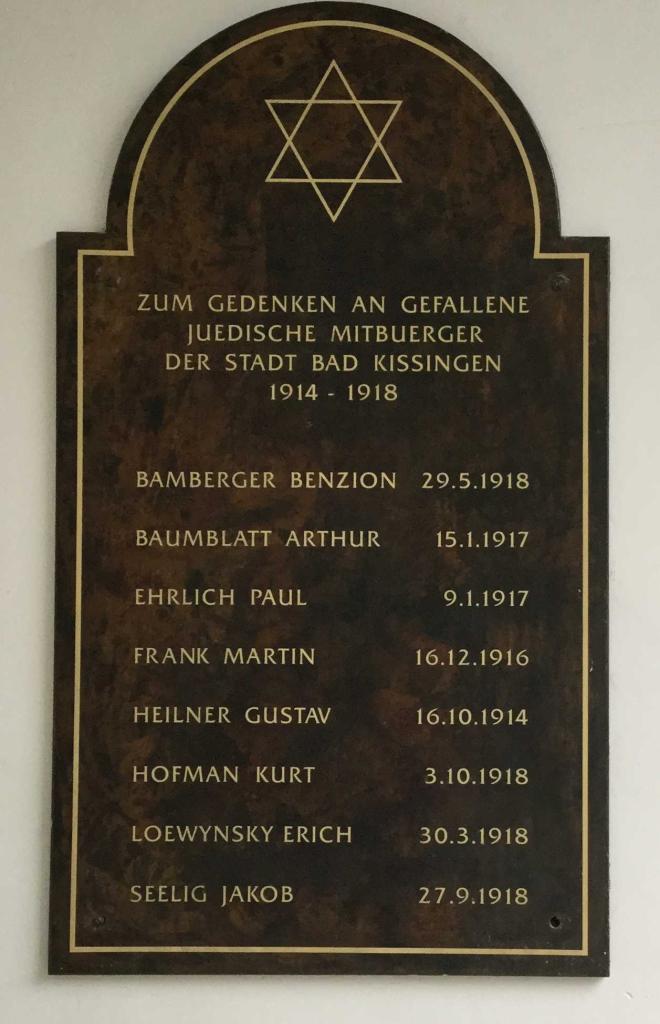 ZUM GEDENKEN AN GEFALLENE
JUEDISCHE MITBUERGER
DER STADT BAD KISSINGEN
1914 - 1918
BAMBERGER BENZION 29.5.1918
BAUMBLATT ARTHUR 15.1.1917
EHRLICH PAUL 9.1.1917
FRANK MARTIN 16.12.1916
HEILNER GUSTAV 16.10.1914
HOFMAN KURT 3.10.1918
LOEWYNSKY ERICH 30.3.1918
SEELIG JAKOB 27.9.1918